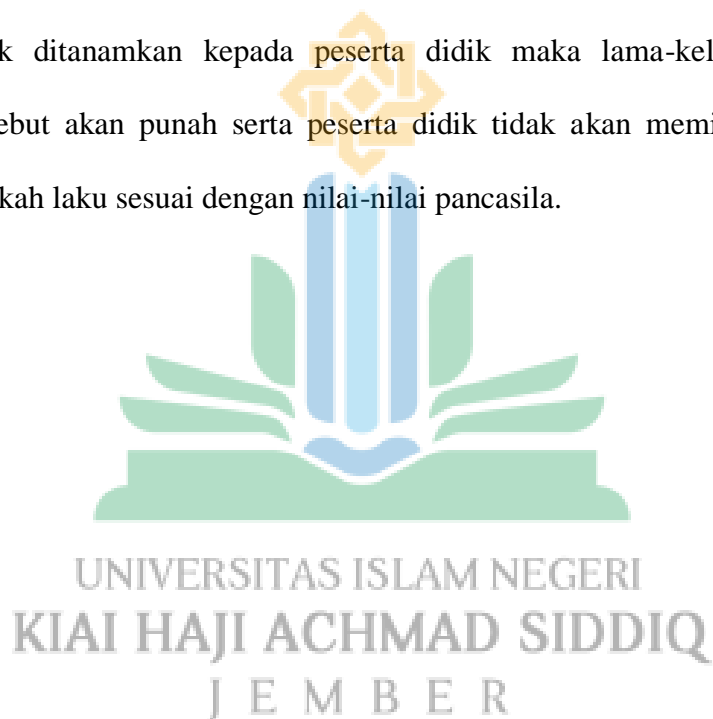 k ditanamkan kepada peserta didik maka lama-kel
ebut akan punah serta peserta didik tidak akan memi
kah laku sesuai dengan nilai-nilai pancasila.
UNIVERSITAS ISLAM NEGERI
KIAI HAJI ACHMAD SIDDIQ
JEMBER